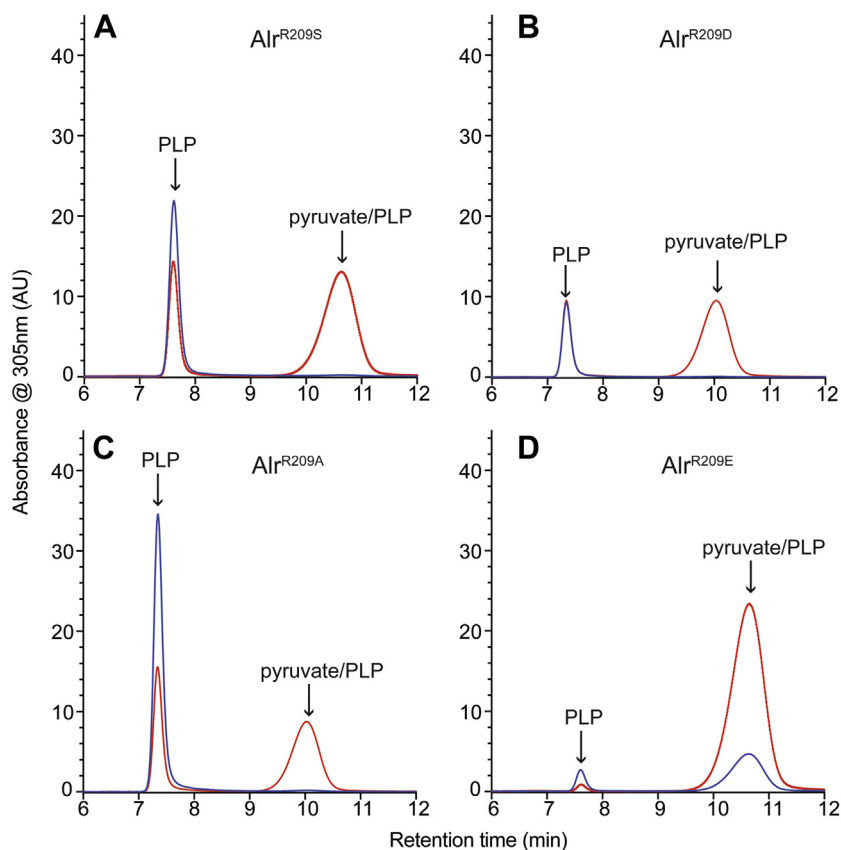 A
Alr^R209S
40
30
20
10
0
PLP
pyruvate/PLP
6 7 8 9 10 11 12
B
Alr^R209D
40
30
20
10
0
PLP
pyruvate/PLP
6 7 8 9 10 11 12
C
Alr^R209A
40
30
20
10
0
PLP
pyruvate/PLP
6 7 8 9 10 11 12
D
Alr^R209E
40
30
20
10
0
PLP
pyruvate/PLP
6 7 8 9 10 11 12
Absorbance @ 305nm (AU)
Retention time (min)